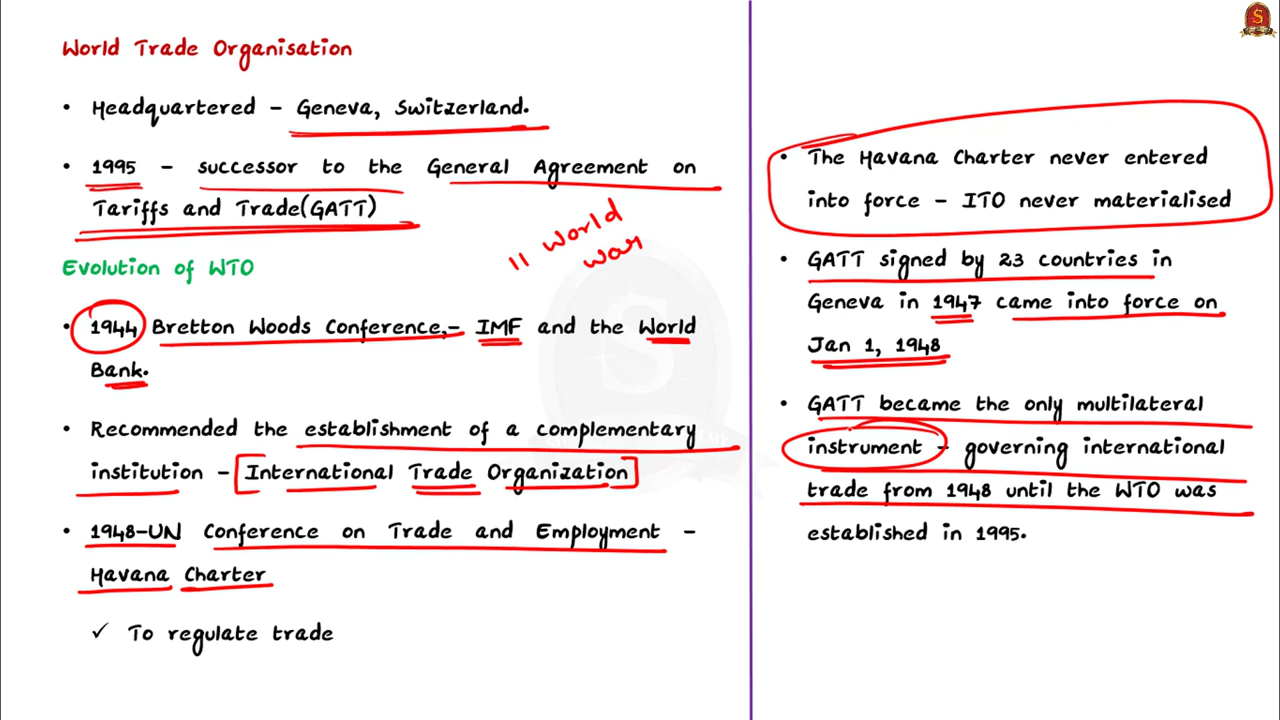 World Trade Organisation
• Headquartered - Geneva, Switzerland.
• 1995 - successor to the General Agreement on
Tariffs and Trade(GATT)
II World
war
Evolution of WTO
• 1944 Bretton Woods Conference,- IMF and the World
Bank.
• Recommended the establishment of a complementary
institution - [International Trade Organization]
• 1948-UN Conference on Trade and Employment -
Havana Charter
✓ To regulate trade
• The Havana Charter never entered
into force - ITO never materialised
• GATT signed by 23 countries in
Geneva in 1947 came into force on
Jan 1, 1948
• GATT became the only multilateral
instrument - governing international
trade from 1948 until the WTO was
established in 1995.
S
S